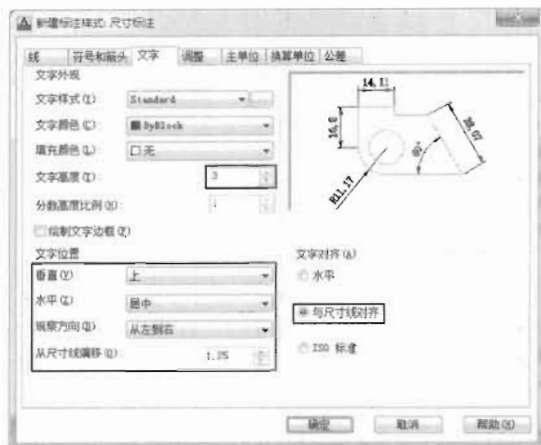 新建标注样式: 尺寸标注
线 符号和箭头 文字 调整 主单位 换算单位 公差
文字外观
文字样式(Y): Standard ...
文字颜色(C): ByBlock
填充颜色(L): 无
文字高度(T): 3
分数高度比例(H): 1
绘制文字边框(F)
14,11
16,6
28,07
60°
R11,17
文字位置
垂直(V) 上
水平(Z) 居中
观察方向(D) 从左到右
从尺寸线偏移(O): 1.25
文字对齐(A)
水平
与尺寸线对齐
ISO 标准
确定 取消 帮助(H)